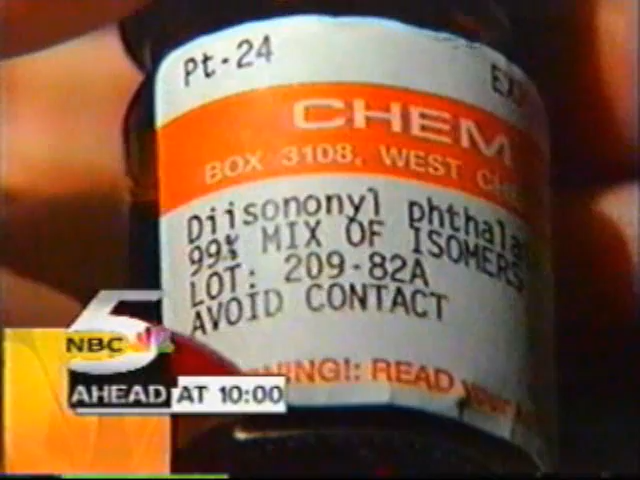 Pt-24
CHEM
BOX 3108, WEST
Diisononyl
99% MIX OF ISOMERS
LOT: 209-82A
AVOID CONTACT
READ
5
NBC
AHEAD AT 10:00